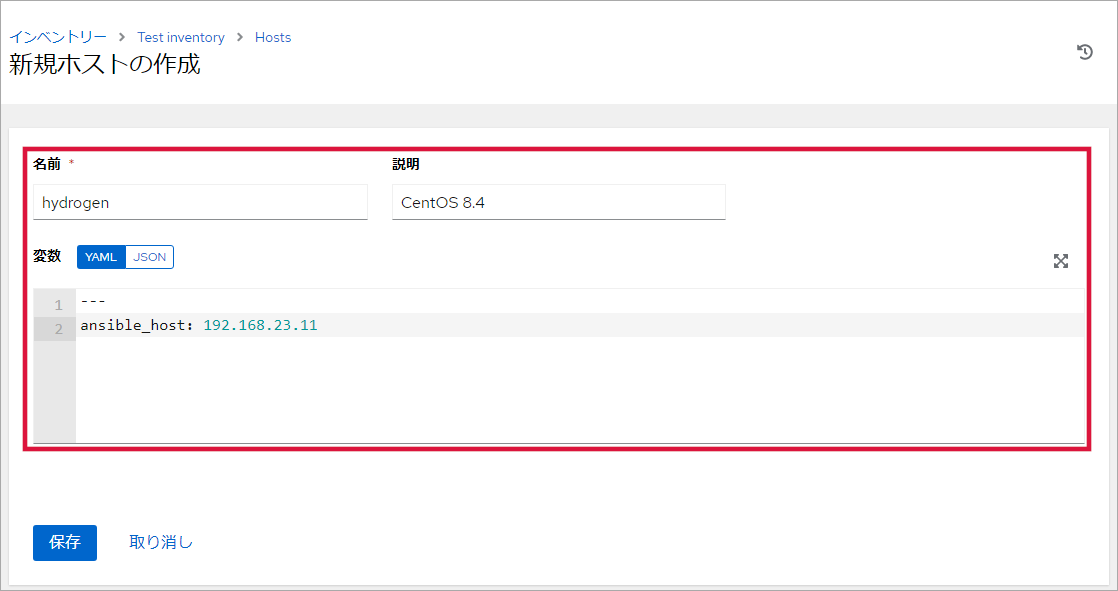 インベントリー > Test inventory > Hosts
新規ホストの作成
名前 * 説明
hydrogen CentOS 8.4
変数 YAML JSON
1 ---
2 ansible_host: 192.168.23.11
保存 取り消し